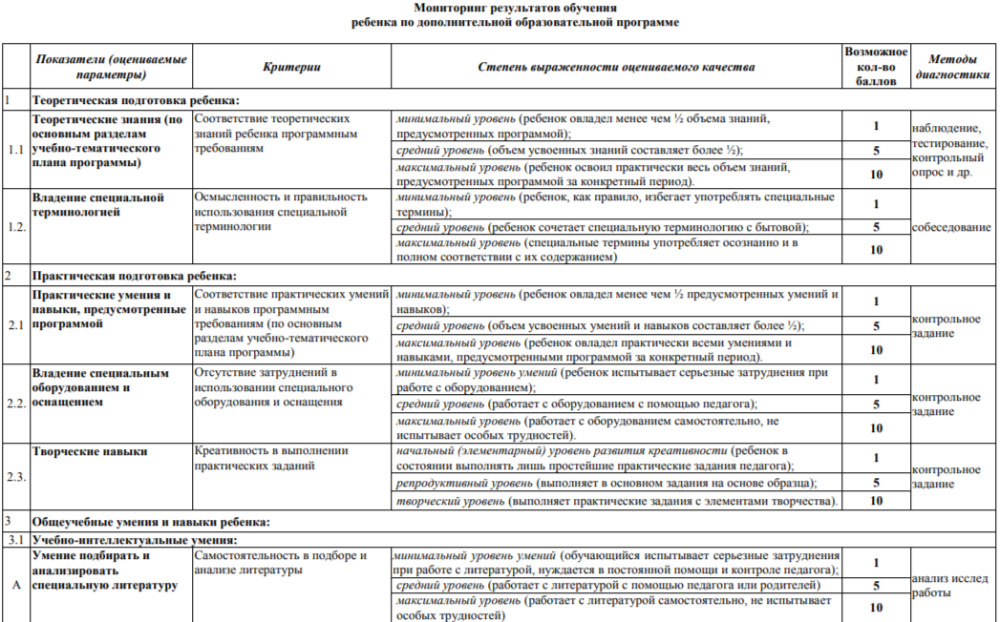 Мониторинг результатов обучения
ребенка по дополнительной образовательной программе
Показатели (оцениваемые
параметры)
Критерии
Степень выраженности оцениваемого качества
Возможное
кол-во
баллов
Методы
диагностики
1
Теоретическая подготовка ребенка:
1.1
Теоретические знания (по
основным разделам
учебно-тематического
плана программы)
Соответствие теоретических
знаний ребенка программным
требованиям
минимальный уровень (ребенок овладел менее чем ½ объема знаний,
предусмотренных программой);
1
средний уровень (объем усвоенных знаний составляет более ½);
5
максимальный уровень (ребенок освоил практически весь объем знаний,
предусмотренных программой за конкретный период).
10
наблюдение,
тестирование,
контрольный
опрос и др.
1.2.
Владение специальной
терминологией
Осмысленность и правильность
использования специальной
терминологии
минимальный уровень (ребенок, как правило, избегает употреблять специальные
термины);
1
средний уровень (ребенок сочетает специальную терминологию с бытовой);
5
максимальный уровень (специальные термины употребляет осознанно и в
полном соответствии с их содержанием)
10
собеседование
2
Практическая подготовка ребенка:
2.1
Практические умения и
навыки, предусмотренные
программой
Соответствие практических умений
и навыков программным
требованиям (по основным
разделам учебно-тематического
плана программы)
минимальный уровень (ребенок овладел менее чем ½ предусмотренных умений и
навыков);
1
средний уровень (объем усвоенных умений и навыков составляет более ½);
5
максимальный уровень (ребенок овладел практически всеми умениями и
навыками, предусмотренными программой за конкретный период).
10
контрольное
задание
2.2.
Владение специальным
оборудованием и
оснащением
Отсутствие затруднений в
использовании специального
оборудования и оснащения
минимальный уровень умений (ребенок испытывает серьезные затруднения при
работе с оборудованием);
1
средний уровень (работает с оборудованием с помощью педагога);
5
максимальный уровень (работает с оборудованием самостоятельно, не
испытывает особых трудностей).
10
контрольное
задание
2.3.
Творческие навыки
Креативность в выполнении
практических заданий
начальный (элементарный) уровень развития креативности (ребенок в
состоянии выполнять лишь простейшие практические задания педагога);
1
репродуктивный уровень (выполняет в основном задания на основе образца);
5
творческий уровень (выполняет практические задания с элементами творчества).
10
контрольное
задание
3
Общеучебные умения и навыки ребенка:
3.1
Учебно-интеллектуальные умения:
А
Умение подбирать и
анализировать
специальную литературу
Самостоятельность в подборе и
анализе литературы
минимальный уровень умений (обучающийся испытывает серьезные затруднения
при работе с литературой, нуждается в постоянной помощи и контроле педагога);
1
средний уровень (работает с литературой с помощью педагога или родителей)
5
максимальный уровень (работает с литературой самостоятельно, не испытывает
особых трудностей)
10
анализ исслед
работы